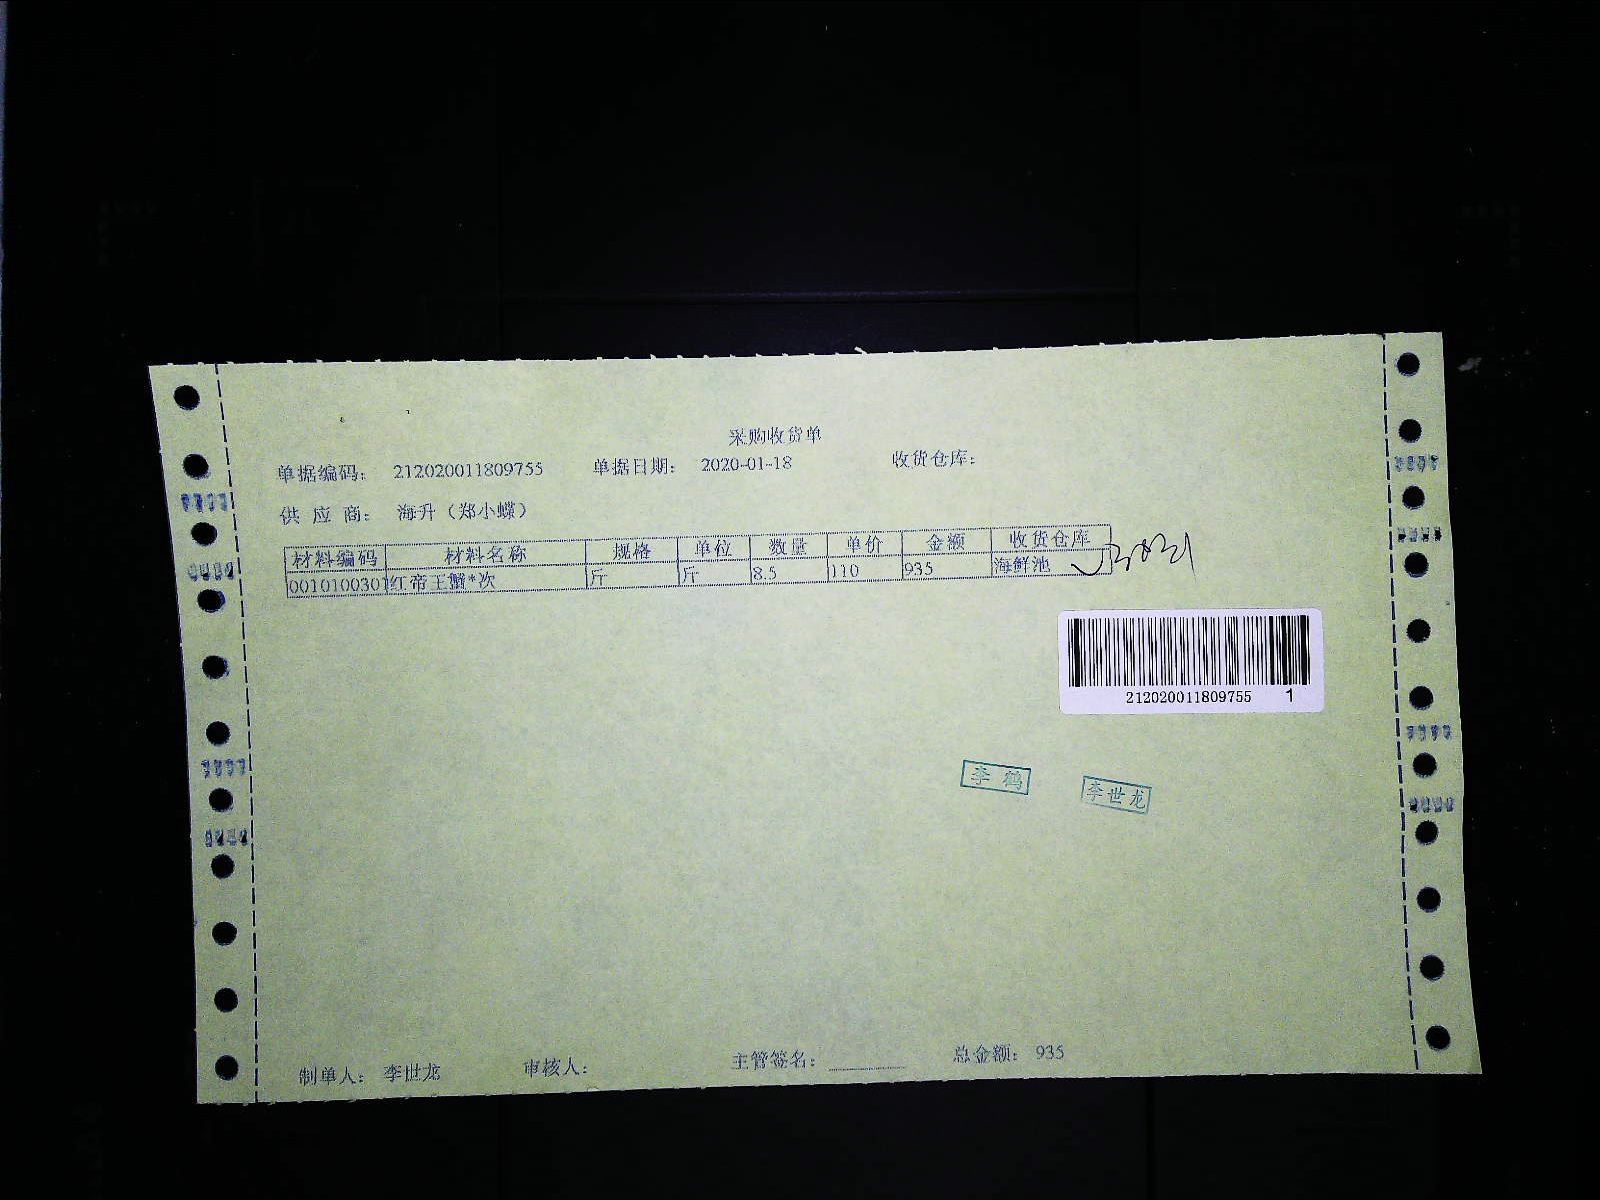 采购收货单
单据编码： 212020011809755 单据日期： 2020-01-18 收货仓库：
供 应 商： 海升（郑小蝶）
材料编码 材料名称 规格 单位 数量 单价 金额 收货仓库
0010100301 红帝王蟹*次 斤 斤 8.5 110 935 海鲜池
212020011809755 1
李 鹤
李世龙
制单人： 李世龙 审核人： 主管签名： 总金额： 935